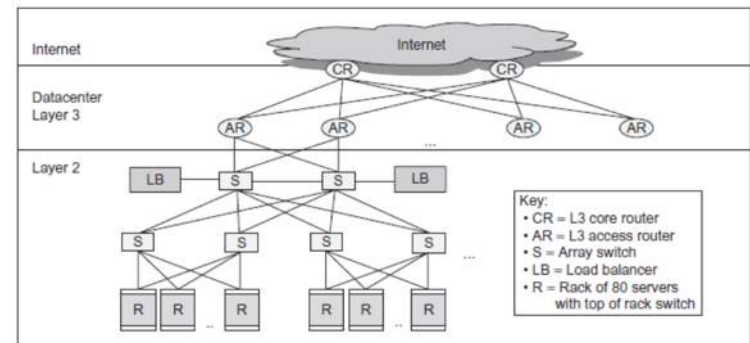 Internet
Internet
CR CR
Datacenter
Layer 3
AR AR AR AR
...
Layer 2
LB S S LB
S S S S
...
R R R R R R
.. ..
Key:
• CR = L3 core router
• AR = L3 access router
• S = Array switch
• LB = Load balancer
• R = Rack of 80 servers
with top of rack switch